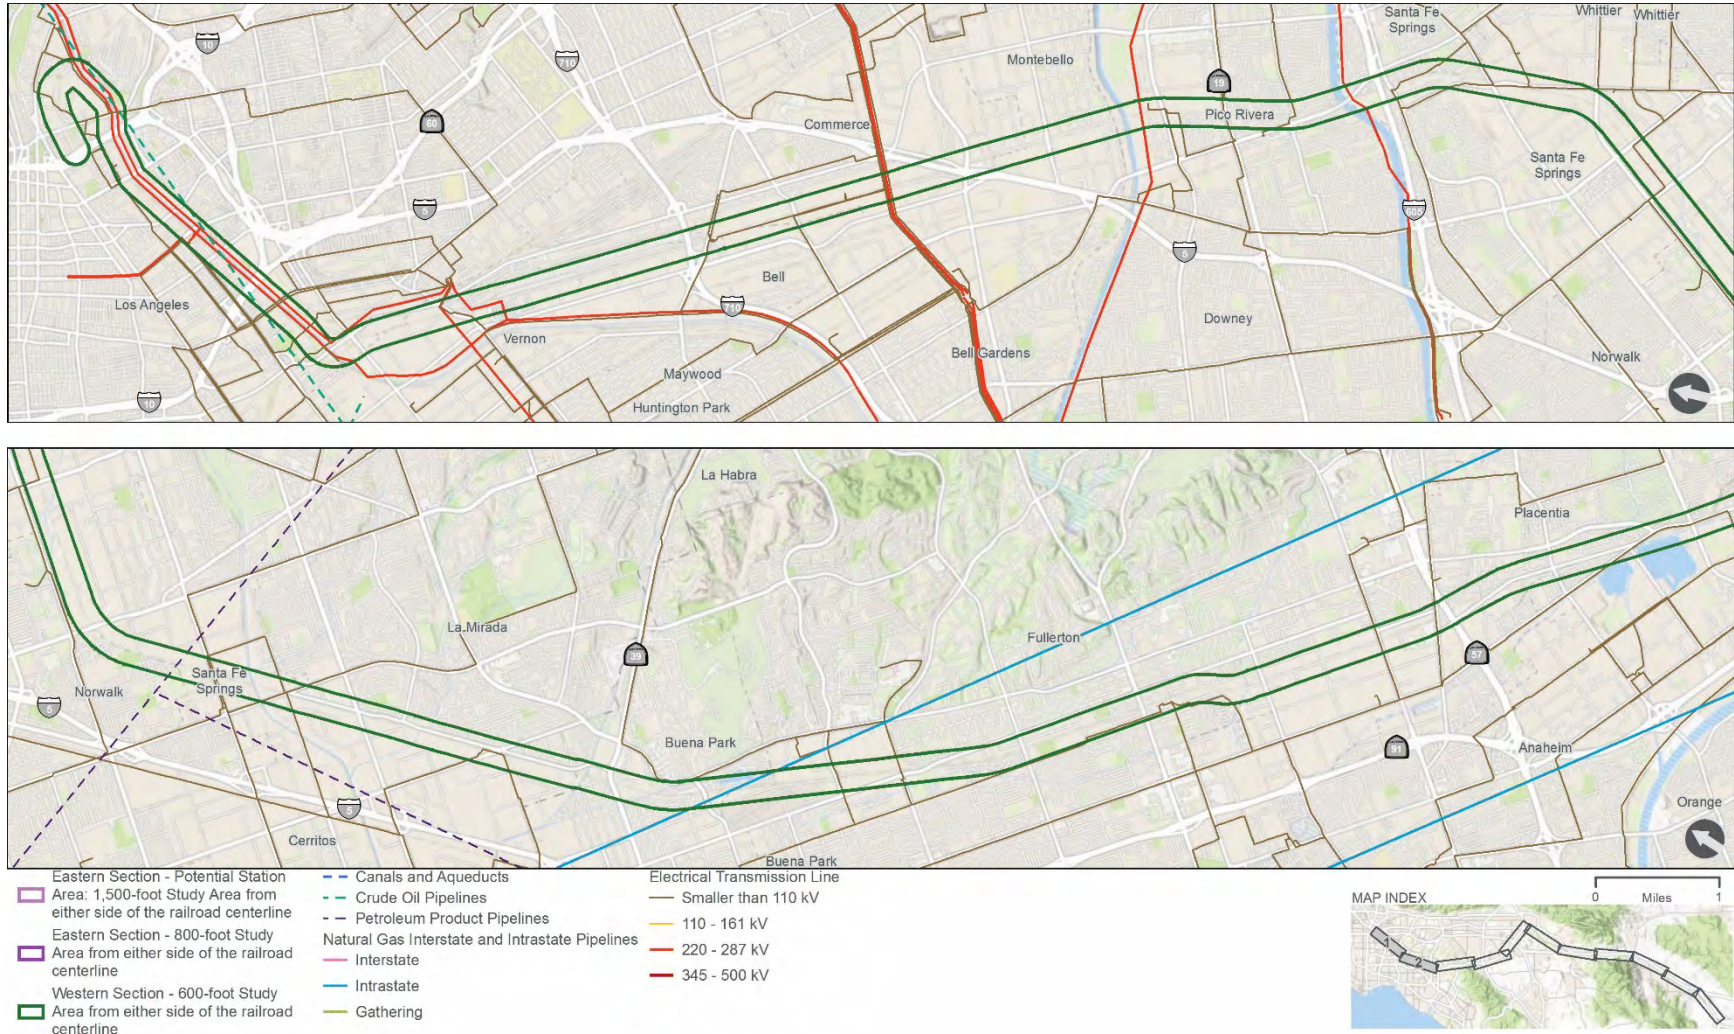 Santa Fe
Springs
Whittier
Whittier
10
710
Montebello
19
60
Commerce
Pico Rivera
Santa Fe
Springs
5
605
5
Bell
Los Angeles
710
Vernon
Downey
Bell Gardens
Norwalk
Maywood
10
Huntington Park
La Habra
Placentia
La Mirada
Fullerton
39
57
Santa Fe
Springs
Norwalk
5
Buena Park
91
Anaheim
5
Orange
Cerritos
Buena Park
Eastern Section - Potential Station
Area: 1,500-foot Study Area from
either side of the railroad centerline
Eastern Section - 800-foot Study
Area from either side of the railroad
centerline
Western Section - 600-foot Study
Area from either side of the railroad
centerline
Canals and Aqueducts
Crude Oil Pipelines
Petroleum Product Pipelines
Natural Gas Interstate and Intrastate Pipelines
Interstate
Intrastate
Gathering
Electrical Transmission Line
Smaller than 110 kV
110 - 161 kV
220 - 287 kV
345 - 500 kV
MAP INDEX
0 Miles 1
1
2